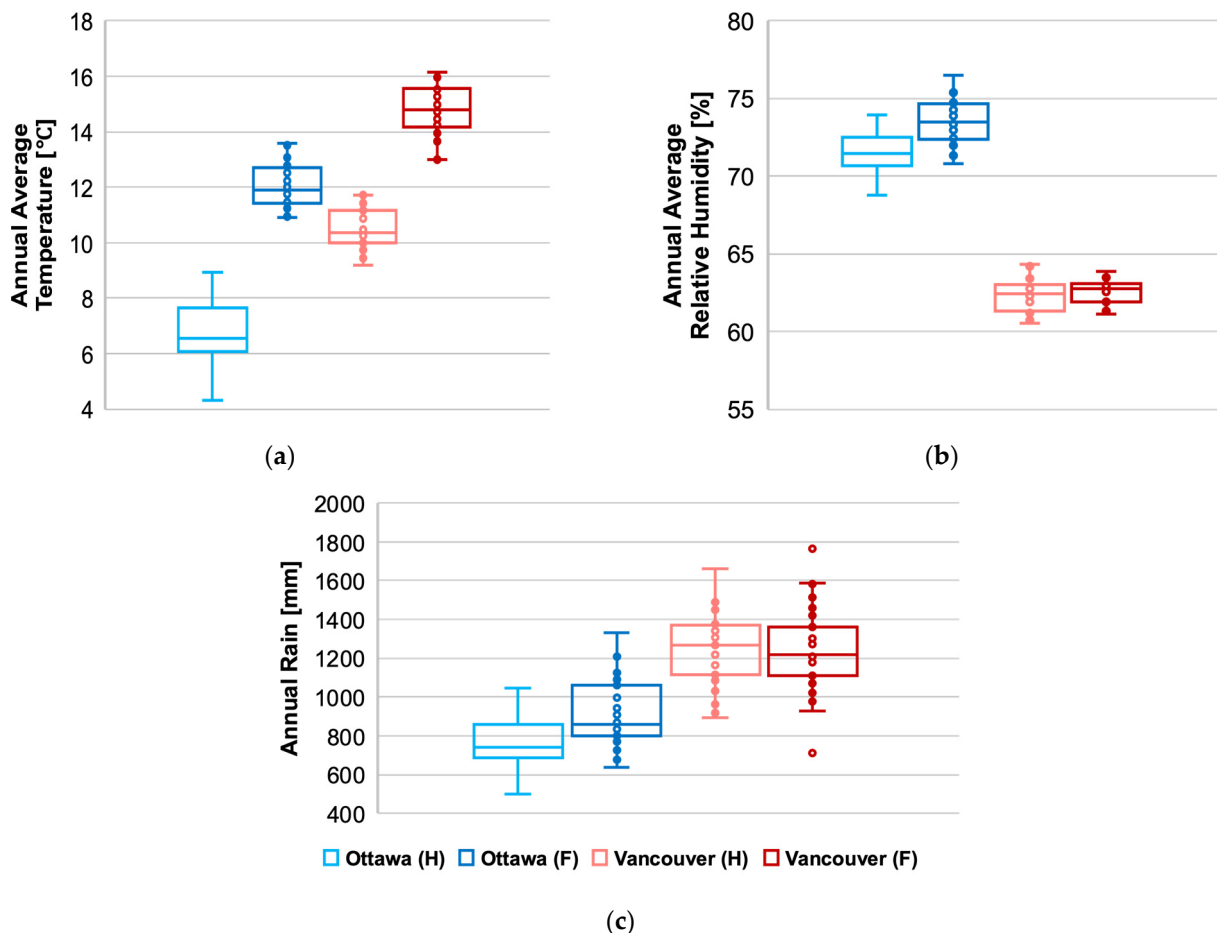 18
16
14
12
10
8
6
4
Annual Average
Temperature [°C]
(a)
80
75
70
65
60
55
Annual Average
Relative Humidity [%]
(b)
2000
1800
1600
1400
1200
1000
800
600
400
Annual Rain [mm]
Ottawa (H) Ottawa (F) Vancouver (H) Vancouver (F)
(c)